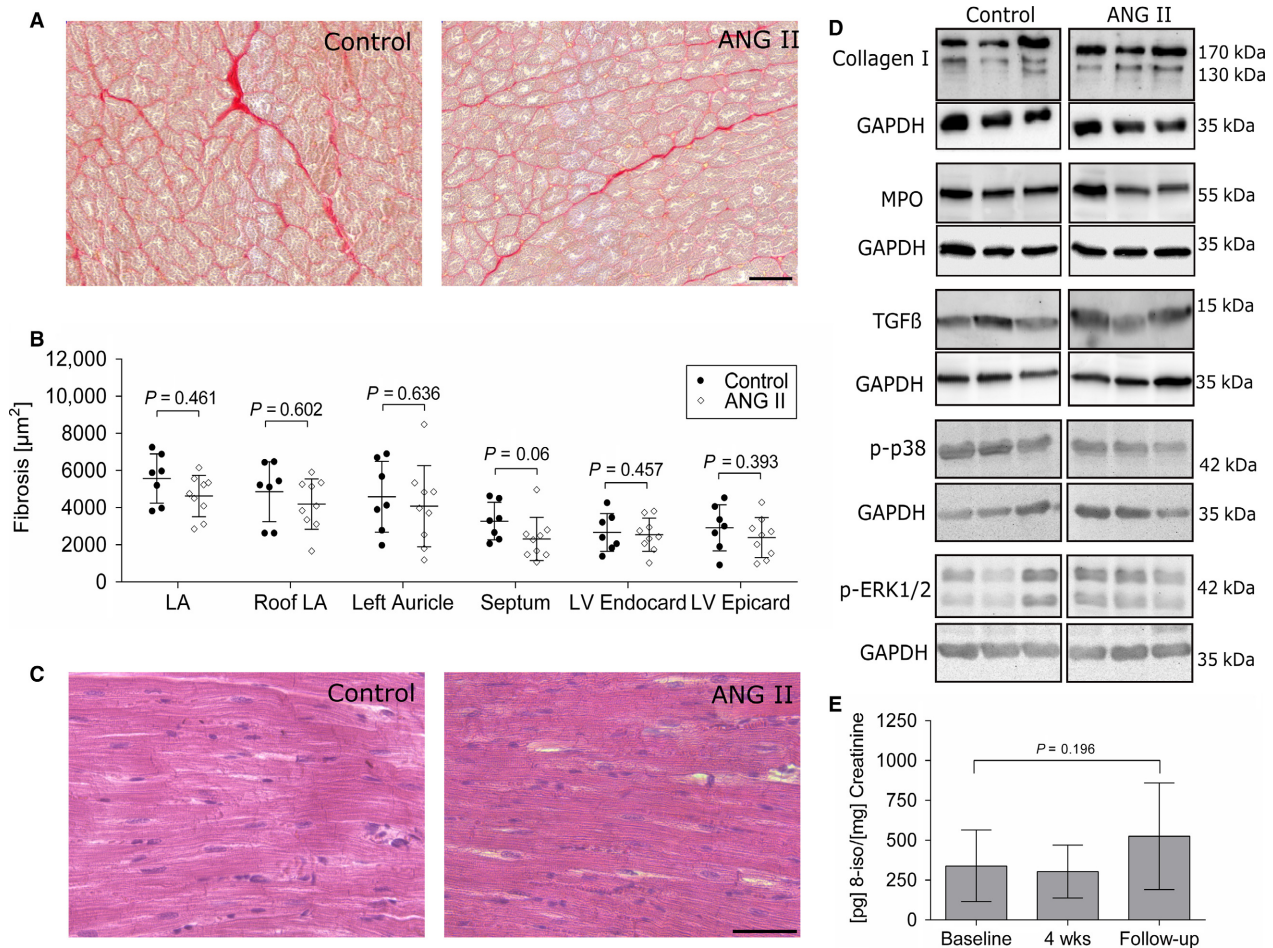 A
Control
ANG II
B
12,000
10,000
8000
6000
4000
2000
0
Fibrosis [µm²]
P = 0.461
P = 0.602
P = 0.636
P = 0.06
P = 0.457
P = 0.393
Control
ANG II
LA
Roof LA
Left Auricle
Septum
LV Endocard
LV Epicard
C
Control
ANG II
D
Control
ANG II
Collagen I
170 kDa
130 kDa
GAPDH
35 kDa
MPO
55 kDa
GAPDH
35 kDa
TGFß
15 kDa
GAPDH
35 kDa
p-p38
42 kDa
GAPDH
35 kDa
p-ERK1/2
42 kDa
GAPDH
35 kDa
E
[pg] 8-iso/[mg] Creatinine
1250
1000
750
500
250
0
P = 0.196
Baseline
4 wks
Follow-up